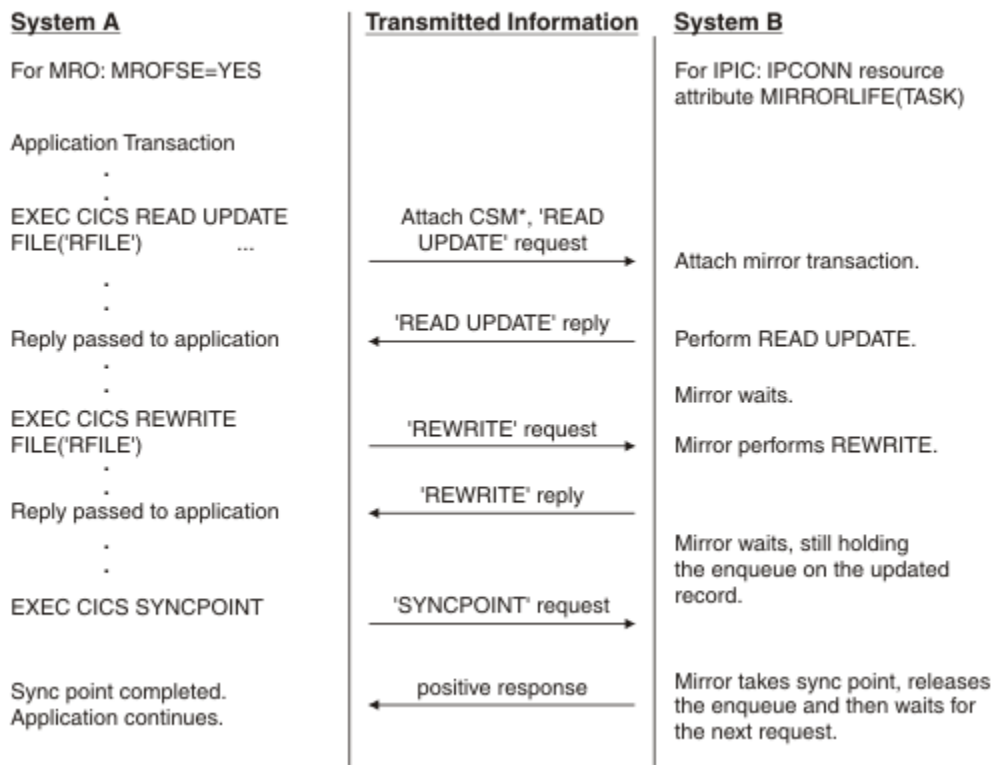 System A
Transmitted Information
System B
For MRO: MROFSE=YES
For IPIC: IPCONN resource
attribute MIRRORLIFE(TASK)
Application Transaction
.
.
EXEC CICS READ UPDATE
FILE('RFILE') ...
Attach CSM*, 'READ
UPDATE' request
Attach mirror transaction.
.
.
'READ UPDATE' reply
Reply passed to application
Perform READ UPDATE.
.
.
Mirror waits.
EXEC CICS REWRITE
FILE('RFILE')
'REWRITE' request
Mirror performs REWRITE.
.
.
'REWRITE' reply
Reply passed to application
.
.
Mirror waits, still holding
the enqueue on the updated
record.
EXEC CICS SYNCPOINT
'SYNCPOINT' request
Sync point completed.
Application continues.
positive response
Mirror takes sync point, releases
the enqueue and then waits for
the next request.